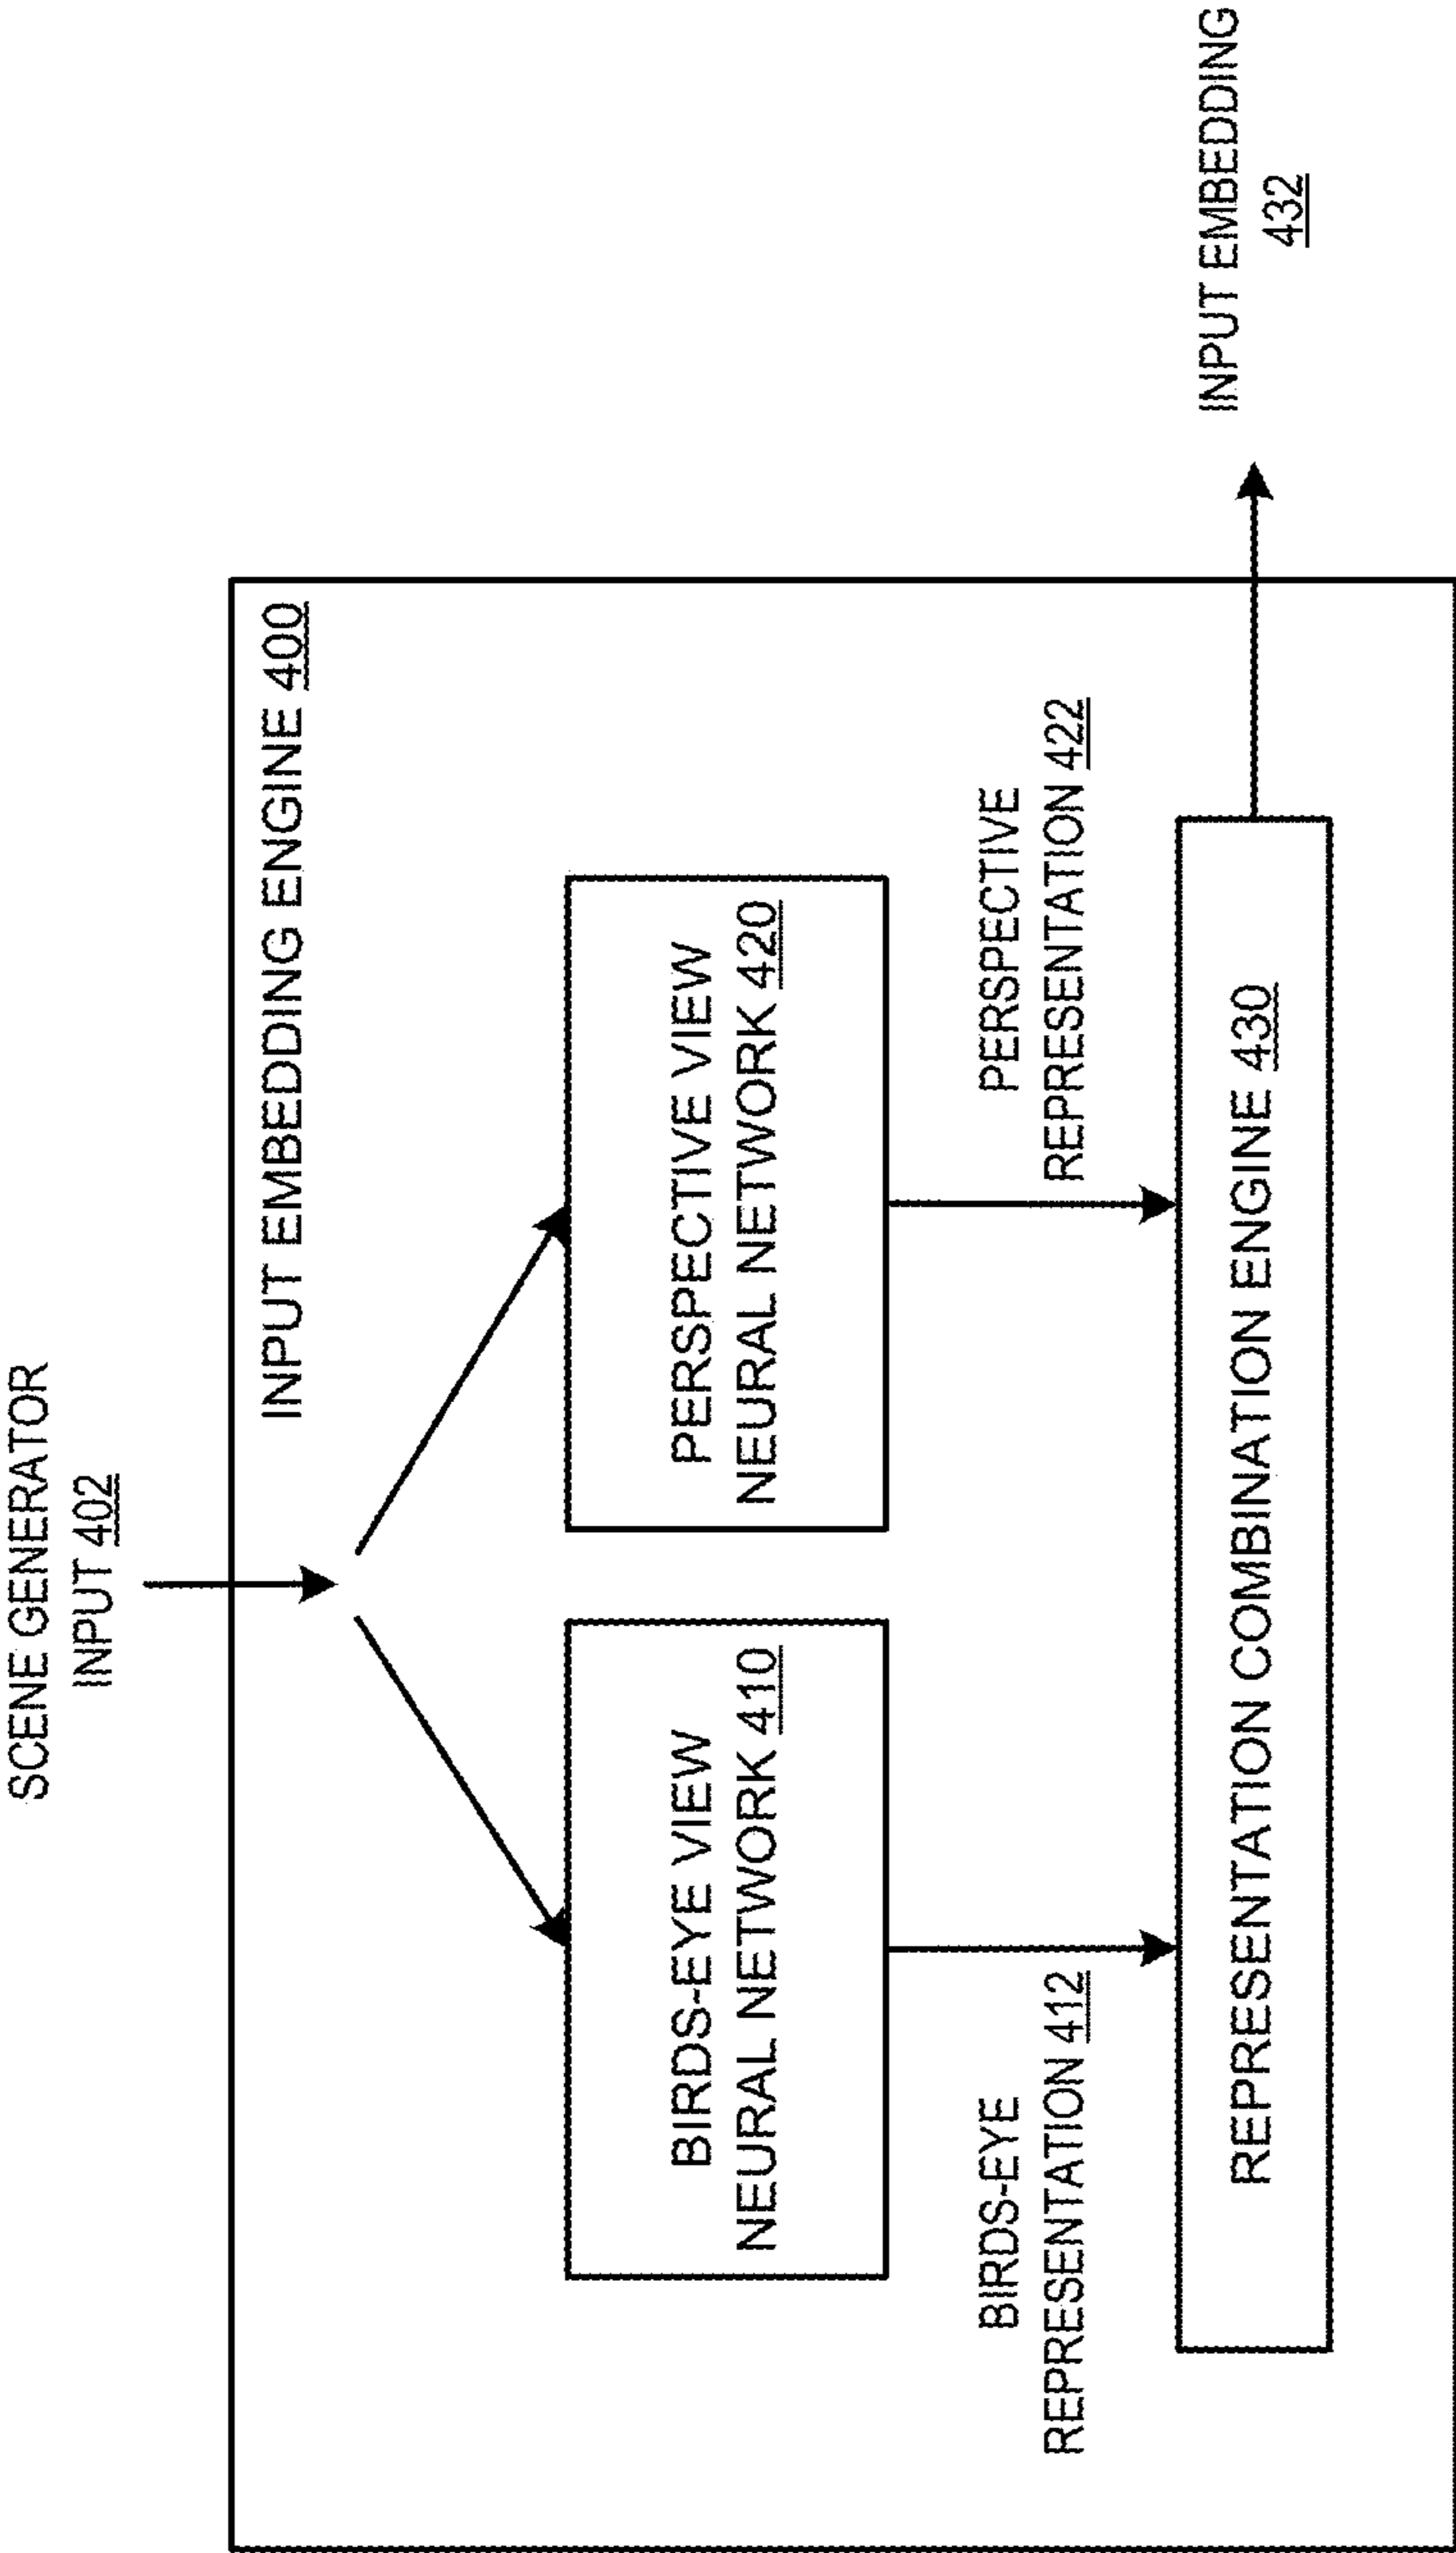 SCENE GENERATOR
INPUT 402
INPUT EMBEDDING ENGINE 400
BIRDS-EYE VIEW
NEURAL NETWORK 410
PERSPECTIVE VIEW
NEURAL NETWORK 420
BIRDS-EYE
REPRESENTATION 412
PERSPECTIVE
REPRESENTATION 422
REPRESENTATION COMBINATION ENGINE 430
INPUT EMBEDDING
432